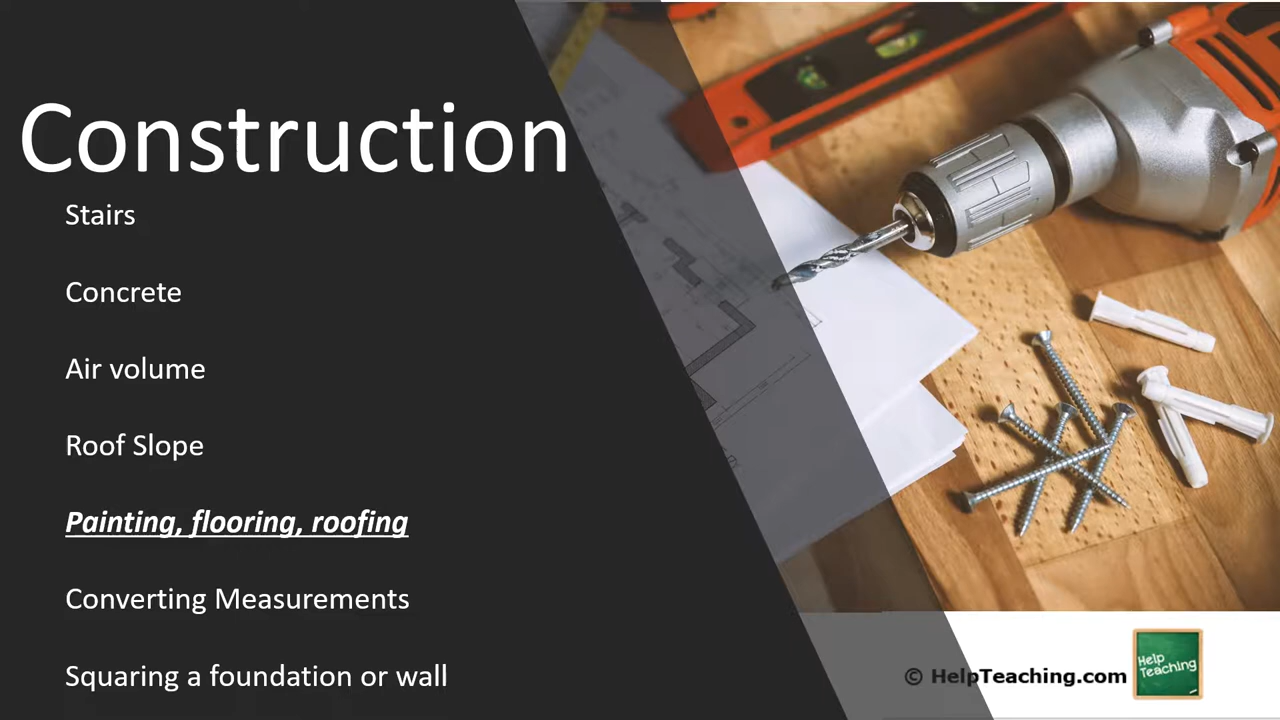 Construction
Stairs
Concrete
Air volume
Roof Slope
Painting, flooring, roofing
Converting Measurements
Squaring a foundation or wall
© HelpTeaching.com
Help
Teaching